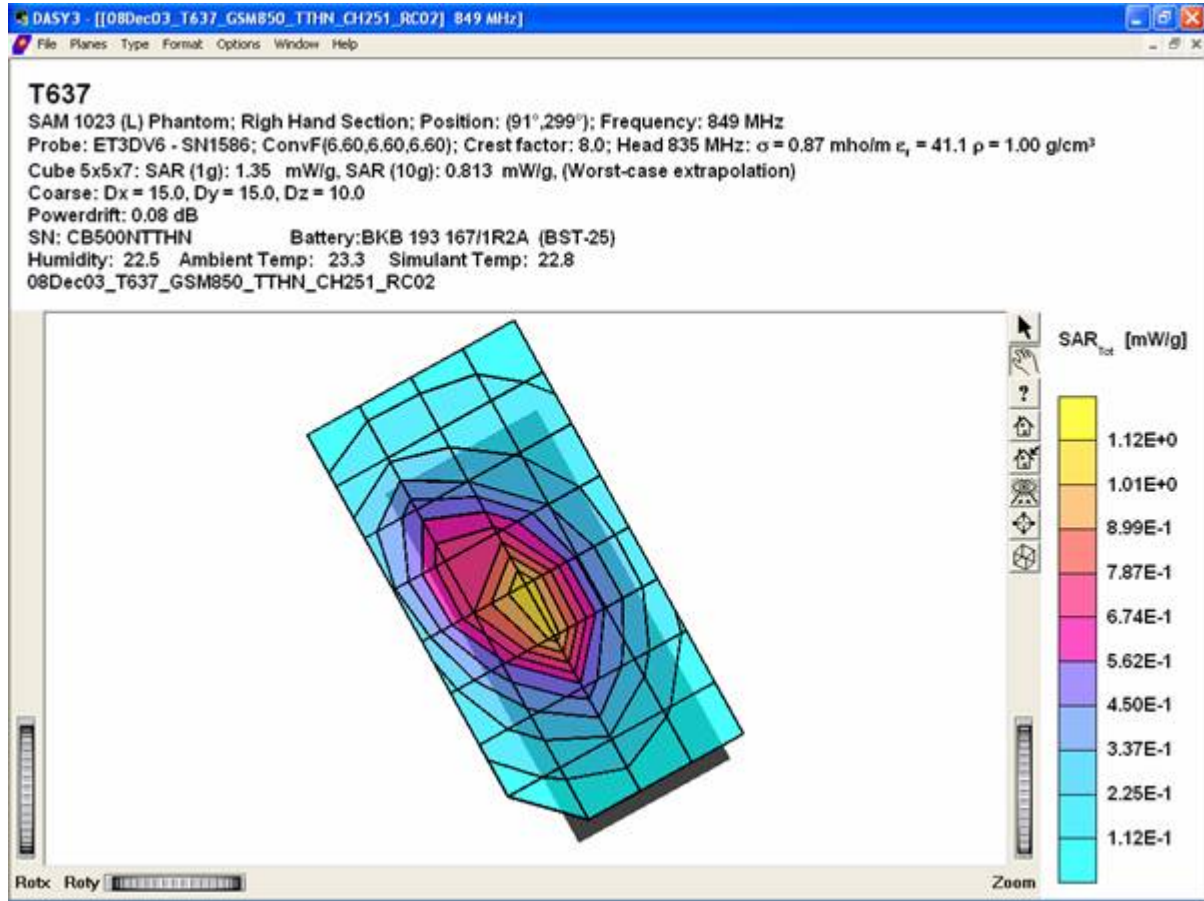 DASY3 - [[08Dec03_T637_GSM850_TTHN_CH251_RC02] 849 MHz]
File Planes Type Format Options Window Help
T637
SAM 1023 (L) Phantom; Righ Hand Section; Position: (91°,299°); Frequency: 849 MHz
Probe: ET3DV6 - SN1586; ConvF(6.60,6.60,6.60); Crest factor: 8.0; Head 835 MHz: σ = 0.87 mho/m εr = 41.1 ρ = 1.00 g/cm³
Cube 5x5x7: SAR (1g): 1.35 mW/g, SAR (10g): 0.813 mW/g, (Worst-case extrapolation)
Coarse: Dx = 15.0, Dy = 15.0, Dz = 10.0
Powerdrift: 0.08 dB
SN: CB500NTTHN Battery:BKB 193 167/1R2A (BST-25)
Humidity: 22.5 Ambient Temp: 23.3 Simulant Temp: 22.8
08Dec03_T637_GSM850_TTHN_CH251_RC02
SARTot [mW/g]
?
1.12E+0
1.01E+0
8.99E-1
7.87E-1
6.74E-1
5.62E-1
4.50E-1
3.37E-1
2.25E-1
1.12E-1
Rotx Roty Zoom